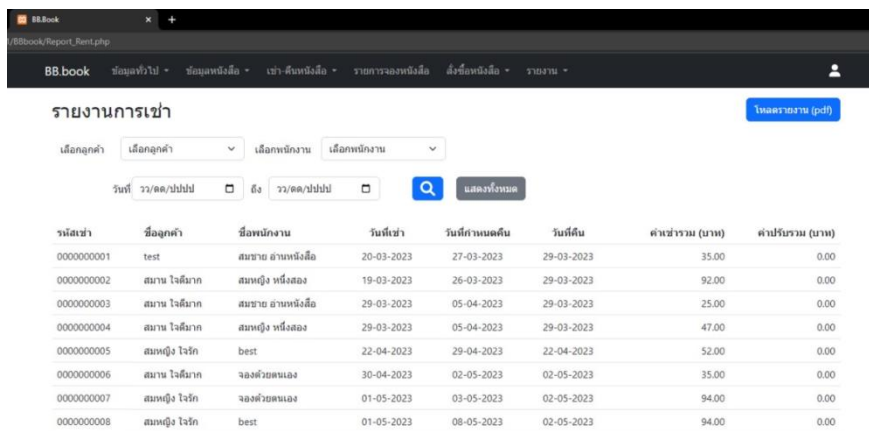 BB.Book
1/BBbook/Report_Rent.php
BB.book ข้อมูลทั่วไป ข้อมูลหนังสือ เช่า-คืนหนังสือ รายการจองหนังสือ สั่งซื้อหนังสือ รายงาน
รายงานการเช่า โหลดรายงาน (pdf)
เลือกลูกค้า เลือกลูกค้า เลือกพนักงาน เลือกพนักงาน
วันที่ วว/ดด/ปปปป ถึง วว/ดด/ปปปป แสดงทั้งหมด
รหัสเช่า ชื่อลูกค้า ชื่อพนักงาน วันที่เช่า วันที่กำหนดคืน วันที่คืน ค่าเช่ารวม (บาท) ค่าปรับรวม (บาท)
0000000001 test สมชาย อ่านหนังสือ 20-03-2023 27-03-2023 29-03-2023 35.00 0.00
0000000002 สมาน ใจดีมาก สมหญิง หนึ่งสอง 19-03-2023 26-03-2023 29-03-2023 92.00 0.00
0000000003 สมาน ใจดีมาก สมชาย อ่านหนังสือ 29-03-2023 05-04-2023 29-03-2023 25.00 0.00
0000000004 สมาน ใจดีมาก สมหญิง หนึ่งสอง 29-03-2023 05-04-2023 29-03-2023 47.00 0.00
0000000005 สมหญิง ใจรัก best 22-04-2023 29-04-2023 22-04-2023 52.00 0.00
0000000006 สมาน ใจดีมาก จองด้วยตนเอง 30-04-2023 02-05-2023 02-05-2023 35.00 0.00
0000000007 สมหญิง ใจรัก จองด้วยตนเอง 01-05-2023 03-05-2023 02-05-2023 94.00 0.00
0000000008 สมหญิง ใจรัก best 01-05-2023 08-05-2023 02-05-2023 94.00 0.00